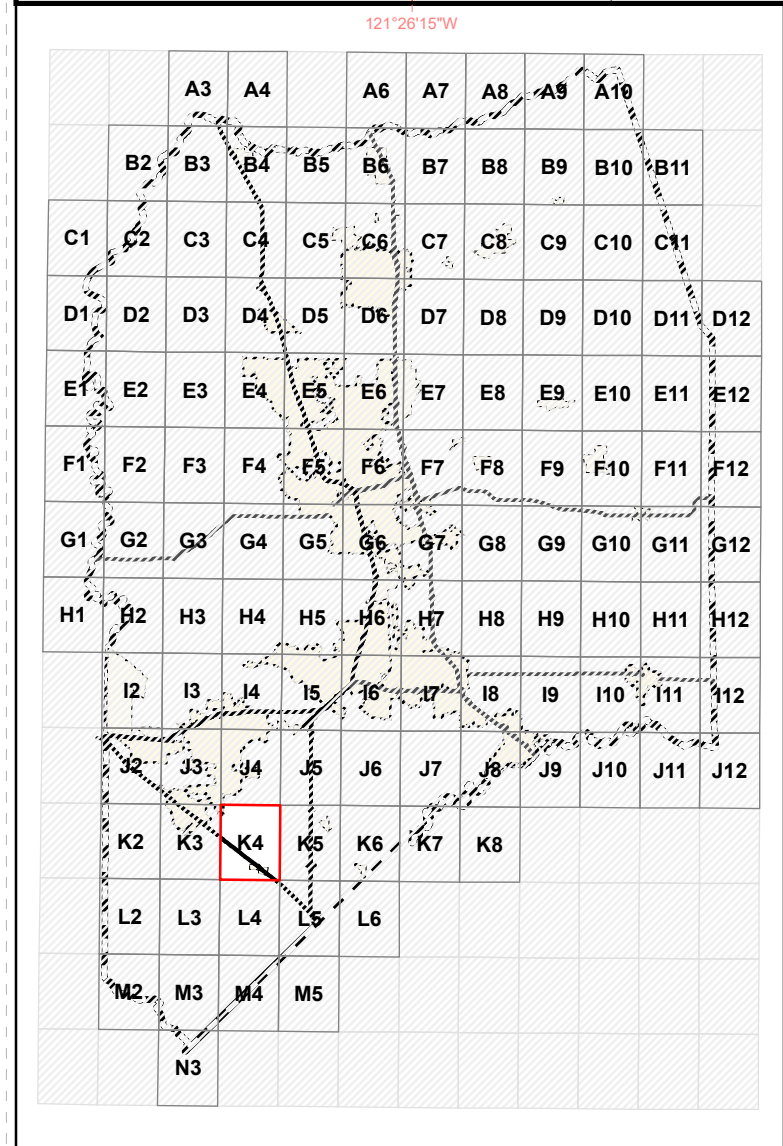 121°26'15"W
A3 A4 A6 A7 A8 A9 A10
B2 B3 B4 B5 B6 B7 B8 B9 B10 B11
C1 C2 C3 C4 C5 C6 C7 C8 C9 C10 C11
D1 D2 D3 D4 D5 D6 D7 D8 D9 D10 D11 D12
E1 E2 E3 E4 E5 E6 E7 E8 E9 E10 E11 E12
F1 F2 F3 F4 F5 F6 F7 F8 F9 F10 F11 F12
G1 G2 G3 G4 G5 G6 G7 G8 G9 G10 G11 G12
H1 H2 H3 H4 H5 H6 H7 H8 H9 H10 H11 H12
I2 I3 I4 I5 I6 I7 I8 I9 I10 I11 I12
J2 J3 J4 J5 J6 J7 J8 J9 J10 J11 J12
K2 K3 K4 K5 K6 K7 K8
L2 L3 L4 L5 L6
M2 M3 M4 M5
N3